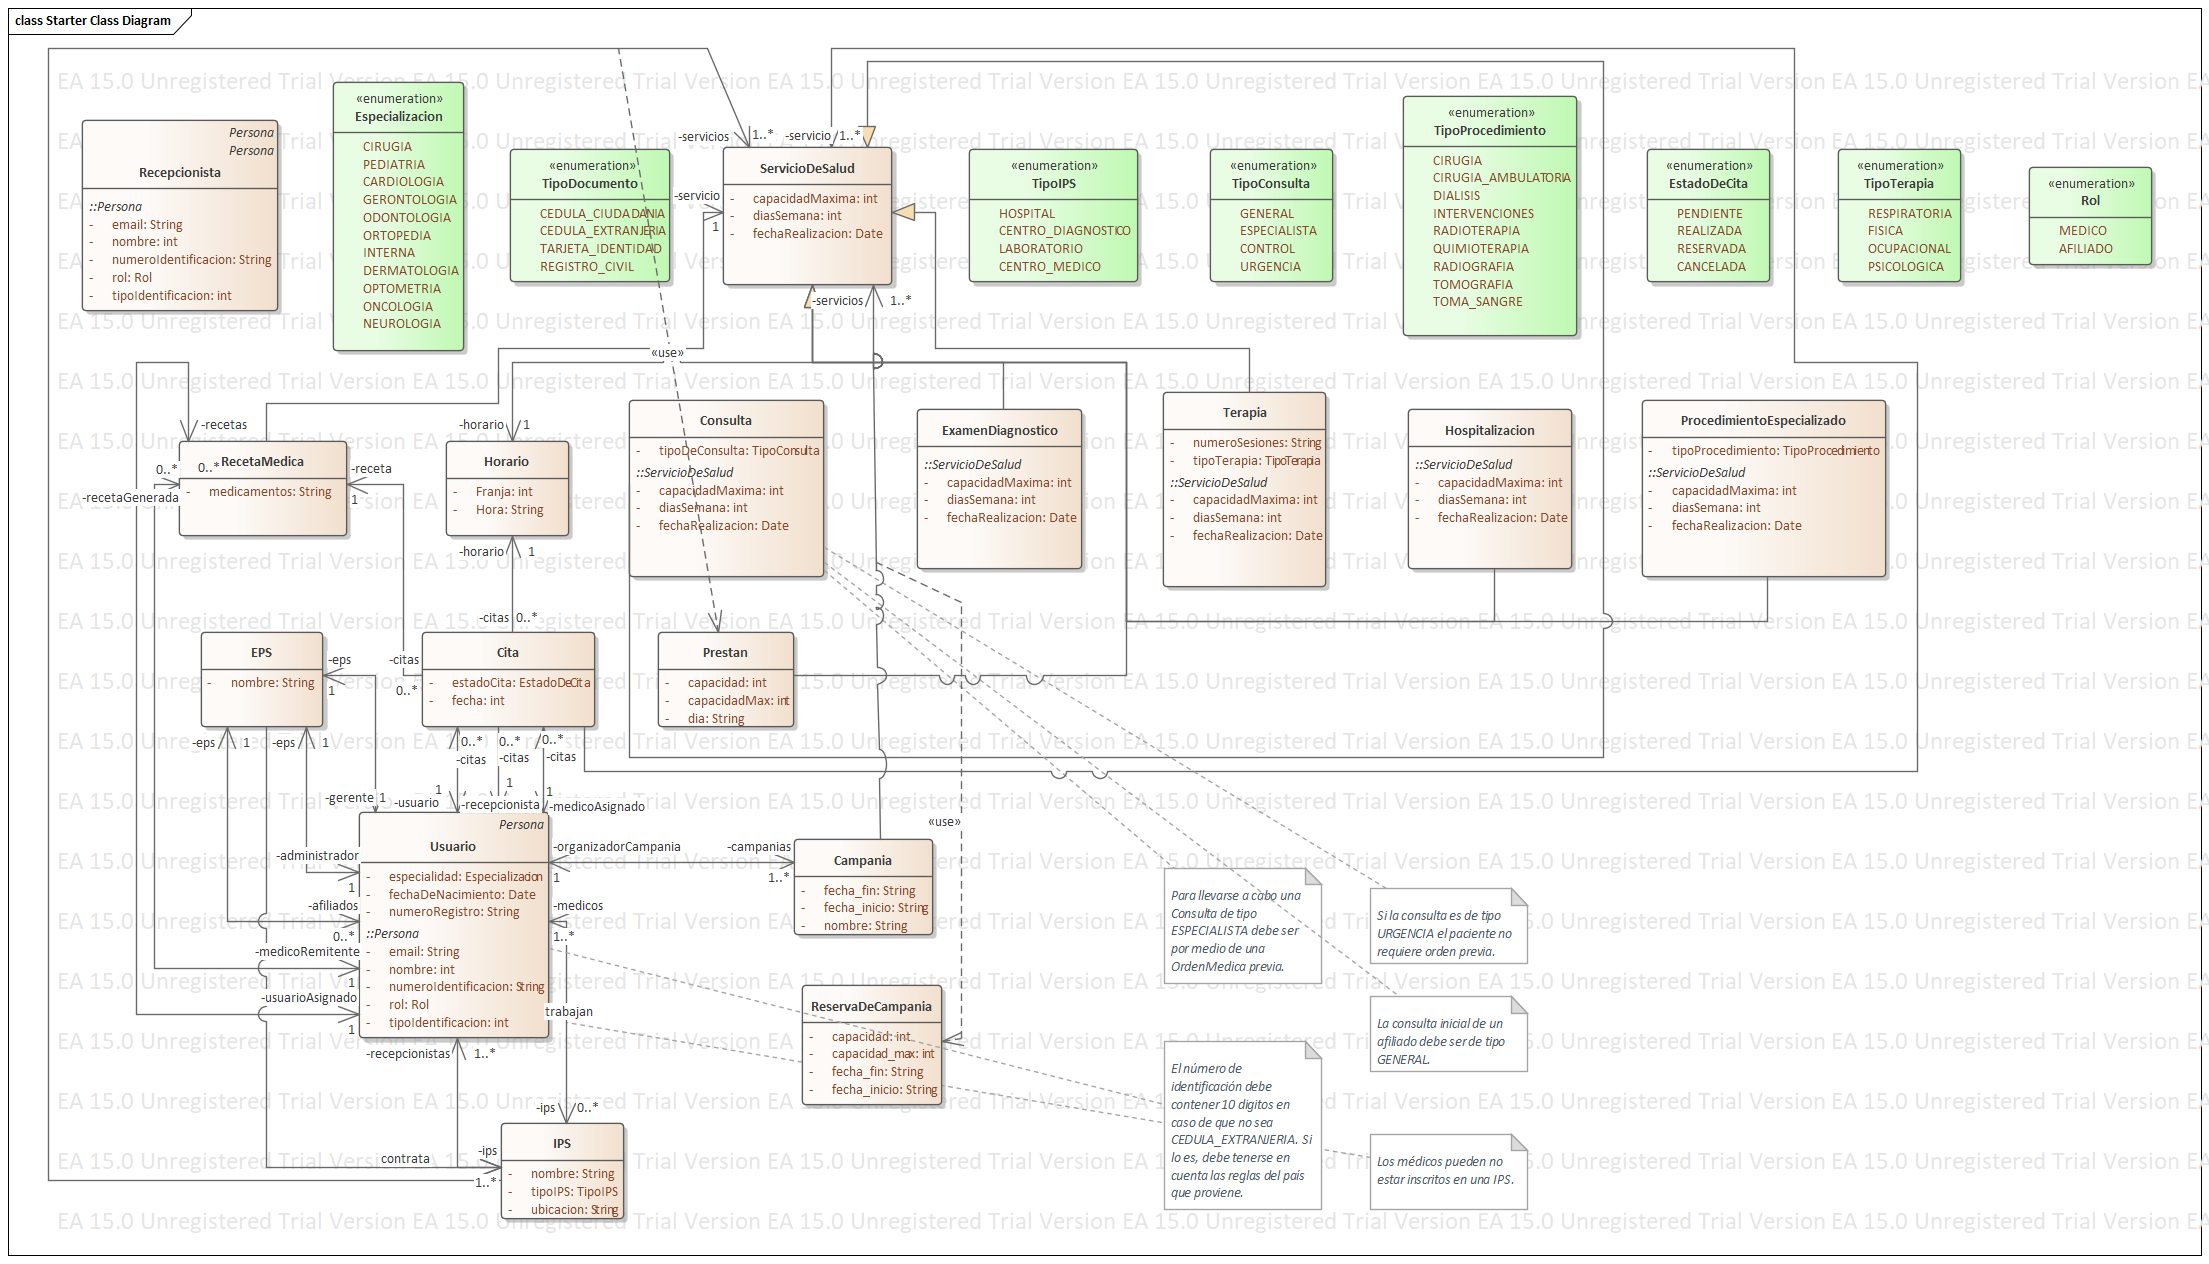 class Starter Class Diagram
EA 15.0 Unregistered Trial Version EA 15.0 Unregistered Trial Version EA 15.0 Unregistered Trial Version
Persona
Persona
Recepcionista
::Persona
- email: String
- nombre: int
- numeroIdentificacion: String
- rol: Rol
- tipoIdentificacion: int
«enumeration»
Especializacion
CIRUGIA
PEDIATRIA
CARDIOLOGIA
GERONTOLOGIA
ODONTOLOGIA
ORTOPEDIA
INTERNA
DERMATOLOGIA
OPTOMETRIA
ONCOLOGIA
NEUROLOGIA
«enumeration»
TipoDocumento
CEDULA_CIUDADANIA
CEDULA_EXTRANJERIA
TARJETA_IDENTIDAD
REGISTRO_CIVIL
-servicios
1..*
-servicio
1..*
ServicioDeSalud
- capacidadMaxima: int
- diasSemana: int
- fechaRealizacion: Date
-servicio
1
-servicios
1..*
«enumeration»
TipoIPS
HOSPITAL
CENTRO_DIAGNOSTICO
LABORATORIO
CENTRO_MEDICO
«enumeration»
TipoConsulta
GENERAL
ESPECIALISTA
CONTROL
URGENCIA
«enumeration»
TipoProcedimiento
CIRUGIA
CIRUGIA_AMBULATORIA
DIALISIS
INTERVENCIONES
RADIOTERAPIA
QUIMIOTERAPIA
RADIOGRAFIA
TOMOGRAFIA
TOMA_SANGRE
«enumeration»
EstadoDeCita
PENDIENTE
REALIZADA
RESERVADA
CANCELADA
«enumeration»
TipoTerapia
RESPIRATORIA
FISICA
OCUPACIONAL
PSICOLOGICA
«enumeration»
Rol
MEDICO
AFILIADO
«use»
-recetas
0..*
0..*
RecetaMedica
- medicamentos: String
-recetaGenerada
-receta
1
-horario
1
Horario
- Franja: int
- Hora: String
-horario
1
Consulta
- tipoDeConsulta: TipoConsulta
::ServicioDeSalud
- capacidadMaxima: int
- diasSemana: int
- fechaRealizacion: Date
ExamenDiagnostico
::ServicioDeSalud
- capacidadMaxima: int
- diasSemana: int
- fechaRealizacion: Date
Terapia
- numeroSesiones: String
- tipoTerapia: TipoTerapia
::ServicioDeSalud
- capacidadMaxima: int
- diasSemana: int
- fechaRealizacion: Date
Hospitalizacion
::ServicioDeSalud
- capacidadMaxima: int
- diasSemana: int
- fechaRealizacion: Date
ProcedimientoEspecializado
- tipoProcedimiento: TipoProcedimiento
::ServicioDeSalud
- capacidadMaxima: int
- diasSemana: int
- fechaRealizacion: Date
-citas
0..*
EPS
- nombre: String
-eps
1
-citas
0..*
Cita
- estadoCita: EstadoDeCita
- fecha: int
Prestan
- capacidad: int
- capacidadMax: int
- dia: String
-eps
1
-eps
1
0..*
-citas
0..*
-citas
0..*
-citas
-gerente
1
1
-usuario
1
-recepcionista
1
-medicoAsignado
Persona
Usuario
- especialidad: Especializacion
- fechaDeNacimiento: Date
- numeroRegistro: String
::Persona
- email: String
- nombre: int
- numeroIdentificacion: String
- rol: Rol
- tipoIdentificacion: int
-administrador
1
-afiliados
0..*
-medicoRemitente
1
-usuarioAsignado
1
-recepcionistas
1..*
-organizadorCampania
1
-campanias
1..*
-medicos
1..*
trabajan
Campania
- fecha_fin: String
- fecha_inicio: String
- nombre: String
«use»
ReservaDeCampania
- capacidad: int
- capacidad_max: int
- fecha_fin: String
- fecha_inicio: String
-ips
0..*
contrata
-ips
1..*
IPS
- nombre: String
- tipoIPS: TipoIPS
- ubicacion: String
Para llevarse a cabo una
Consulta de tipo
ESPECIALISTA debe ser
por medio de una
OrdenMedica previa.
Si la consulta es de tipo
URGENCIA el paciente no
requiere orden previa.
La consulta inicial de un
afiliado debe ser de tipo
GENERAL.
El número de
identificación debe
contener 10 digitos en
caso de que no sea
CEDULA_EXTRANJERIA. Si
lo es, debe tenerse en
cuenta las reglas del país
que proviene.
Los médicos pueden no
estar inscritos en una IPS.